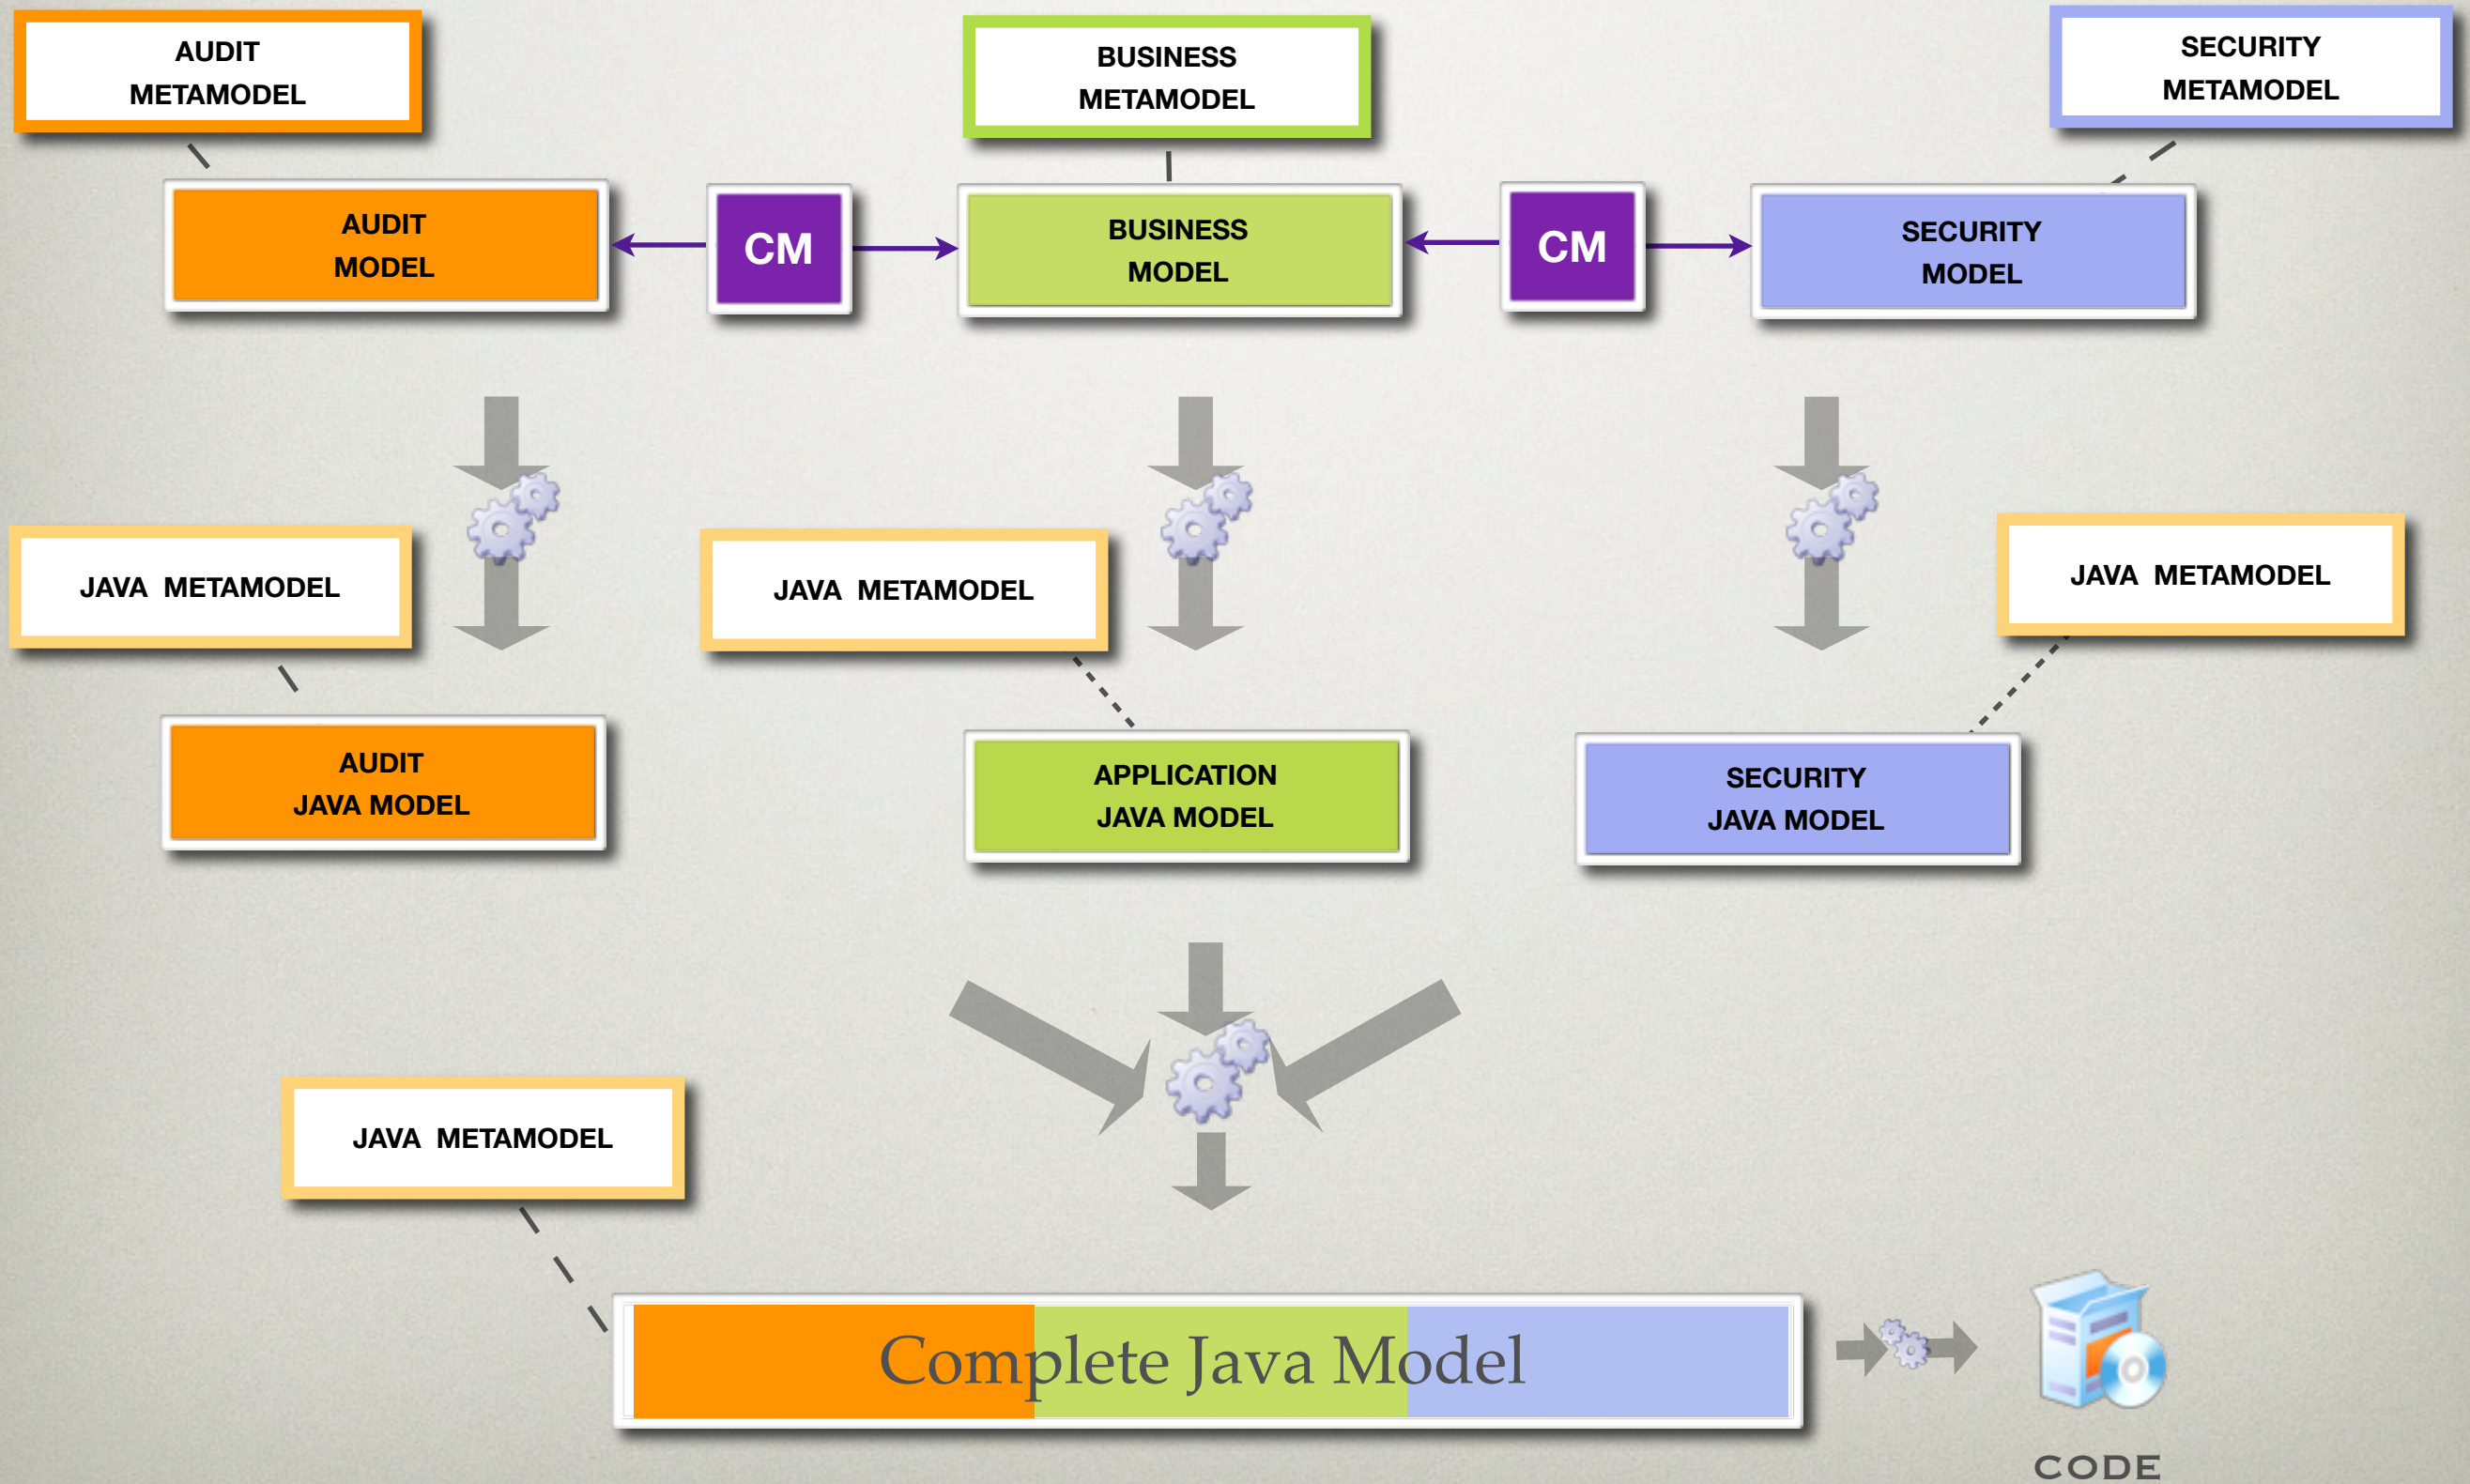 AUDIT
METAMODEL
BUSINESS
METAMODEL
SECURITY
METAMODEL
AUDIT
MODEL
CM
BUSINESS
MODEL
CM
SECURITY
MODEL
JAVA METAMODEL
JAVA METAMODEL
JAVA METAMODEL
AUDIT
JAVA MODEL
APPLICATION
JAVA MODEL
SECURITY
JAVA MODEL
JAVA METAMODEL
Complete Java Model
CODE